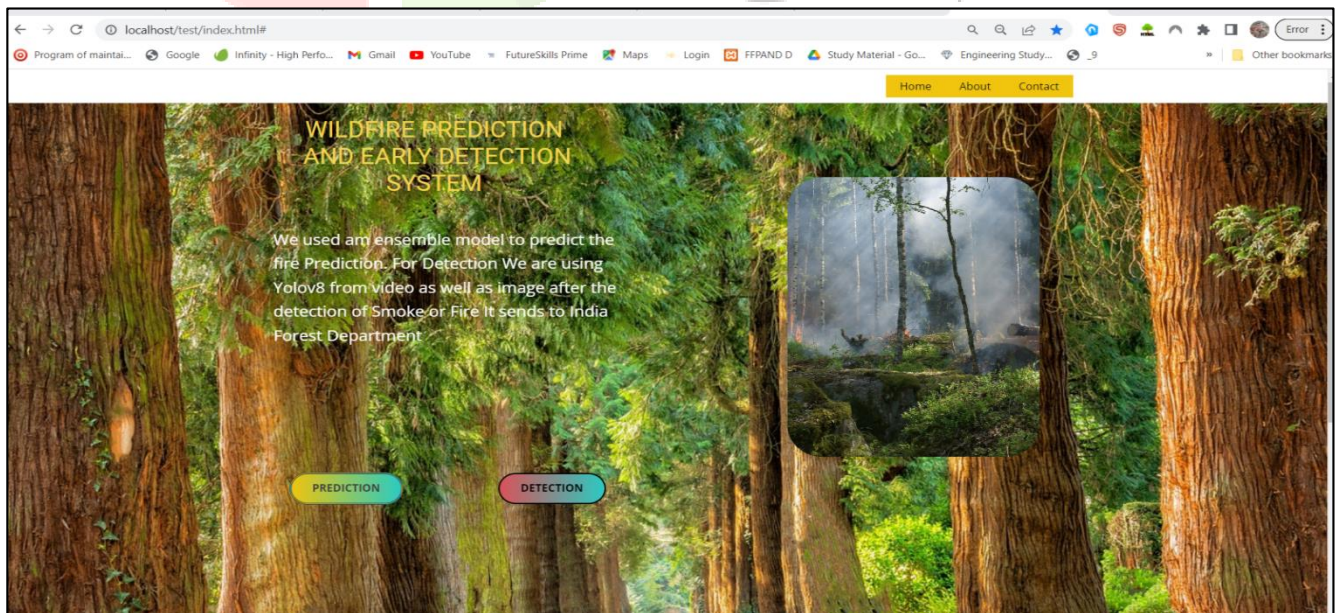 localhost/test/index.html#
Error
Program of maintai... Google Infinity - High Perfo... Gmail YouTube FutureSkills Prime Maps Login FFPAND D Study Material - Go... Engineering Study... _9 » Other bookmarks
Home About Contact
WILDFIRE PREDICTION
AND EARLY DETECTION
SYSTEM
We used am ensemble model to predict the
fire Prediction. For Detection We are using
Yolov8 from video as well as image after the
detection of Smoke or Fire It sends to India
Forest Department
PREDICTION DETECTION